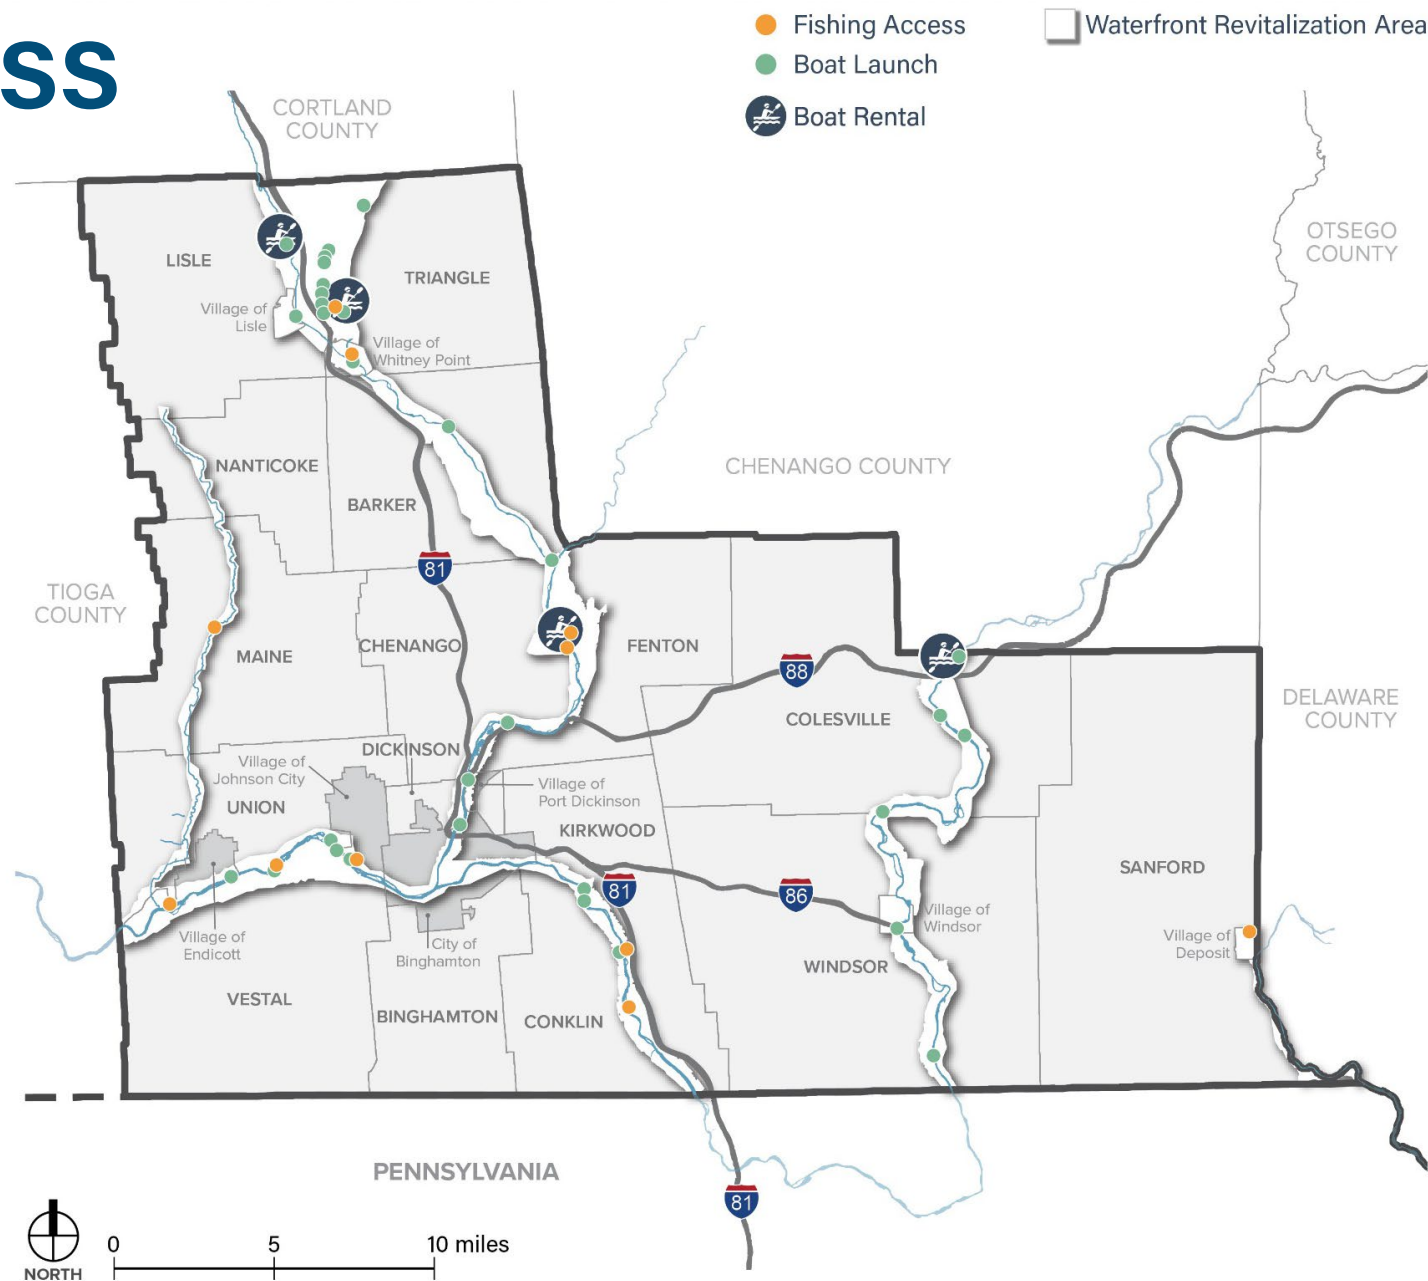 ss
Fishing Access
Boat Launch
Boat Rental
Waterfront Revitalization Area
CORTLAND
COUNTY
OTSEGO
COUNTY
LISLE
TRIANGLE
Village of
Lisle
Village of
Whitney Point
NANTICOKE
CHENANGO COUNTY
BARKER
81
TIOGA
COUNTY
MAINE
CHENANGO
FENTON
88
COLESVILLE
DELAWARE
COUNTY
DICKINSON
Village of
Johnson City
Village of
Port Dickinson
UNION
KIRKWOOD
81
86
SANFORD
Village of
Windsor
Village of
Endicott
City of
Binghamton
Village of
Deposit
WINDSOR
VESTAL
BINGHAMTON
CONKLIN
PENNSYLVANIA
81
0 5 10 miles
NORTH